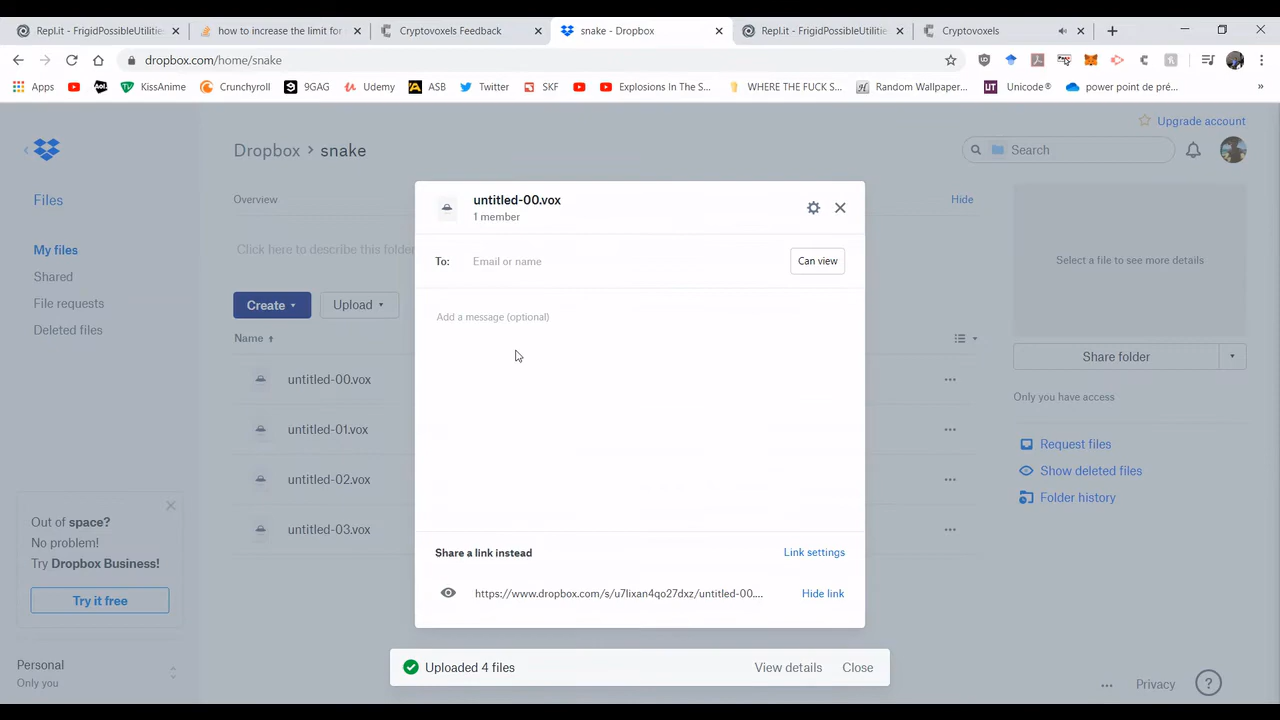 Repl.it - FrigidPossibleUtilitie
how to increase the limit for
Cryptovoxels Feedback
snake - Dropbox
Repl.it - FrigidPossibleUtilitie
Cryptovoxels
dropbox.com/home/snake
Apps
KissAnime
Crunchyroll
9GAG
Udemy
ASB
Twitter
SKF
Explosions In The S...
WHERE THE FUCK S...
Random Wallpaper...
Unicode®
power point de pré...
»
Upgrade account
Dropbox > snake
Search
Files
Overview
Hide
My files
Shared
File requests
Deleted files
Click here to describe this folder
Create
Upload
Name
untitled-00.vox
untitled-01.vox
untitled-02.vox
untitled-03.vox
untitled-00.vox
1 member
To:
Email or name
Can view
Add a message (optional)
Share a link instead
Link settings
https://www.dropbox.com/s/u7lixan4qo27dxz/untitled-00....
Hide link
Uploaded 4 files
View details
Close
Select a file to see more details
Share folder
Only you have access
Request files
Show deleted files
Folder history
Out of space?
No problem!
Try Dropbox Business!
Try it free
Personal
Only you
Privacy
?